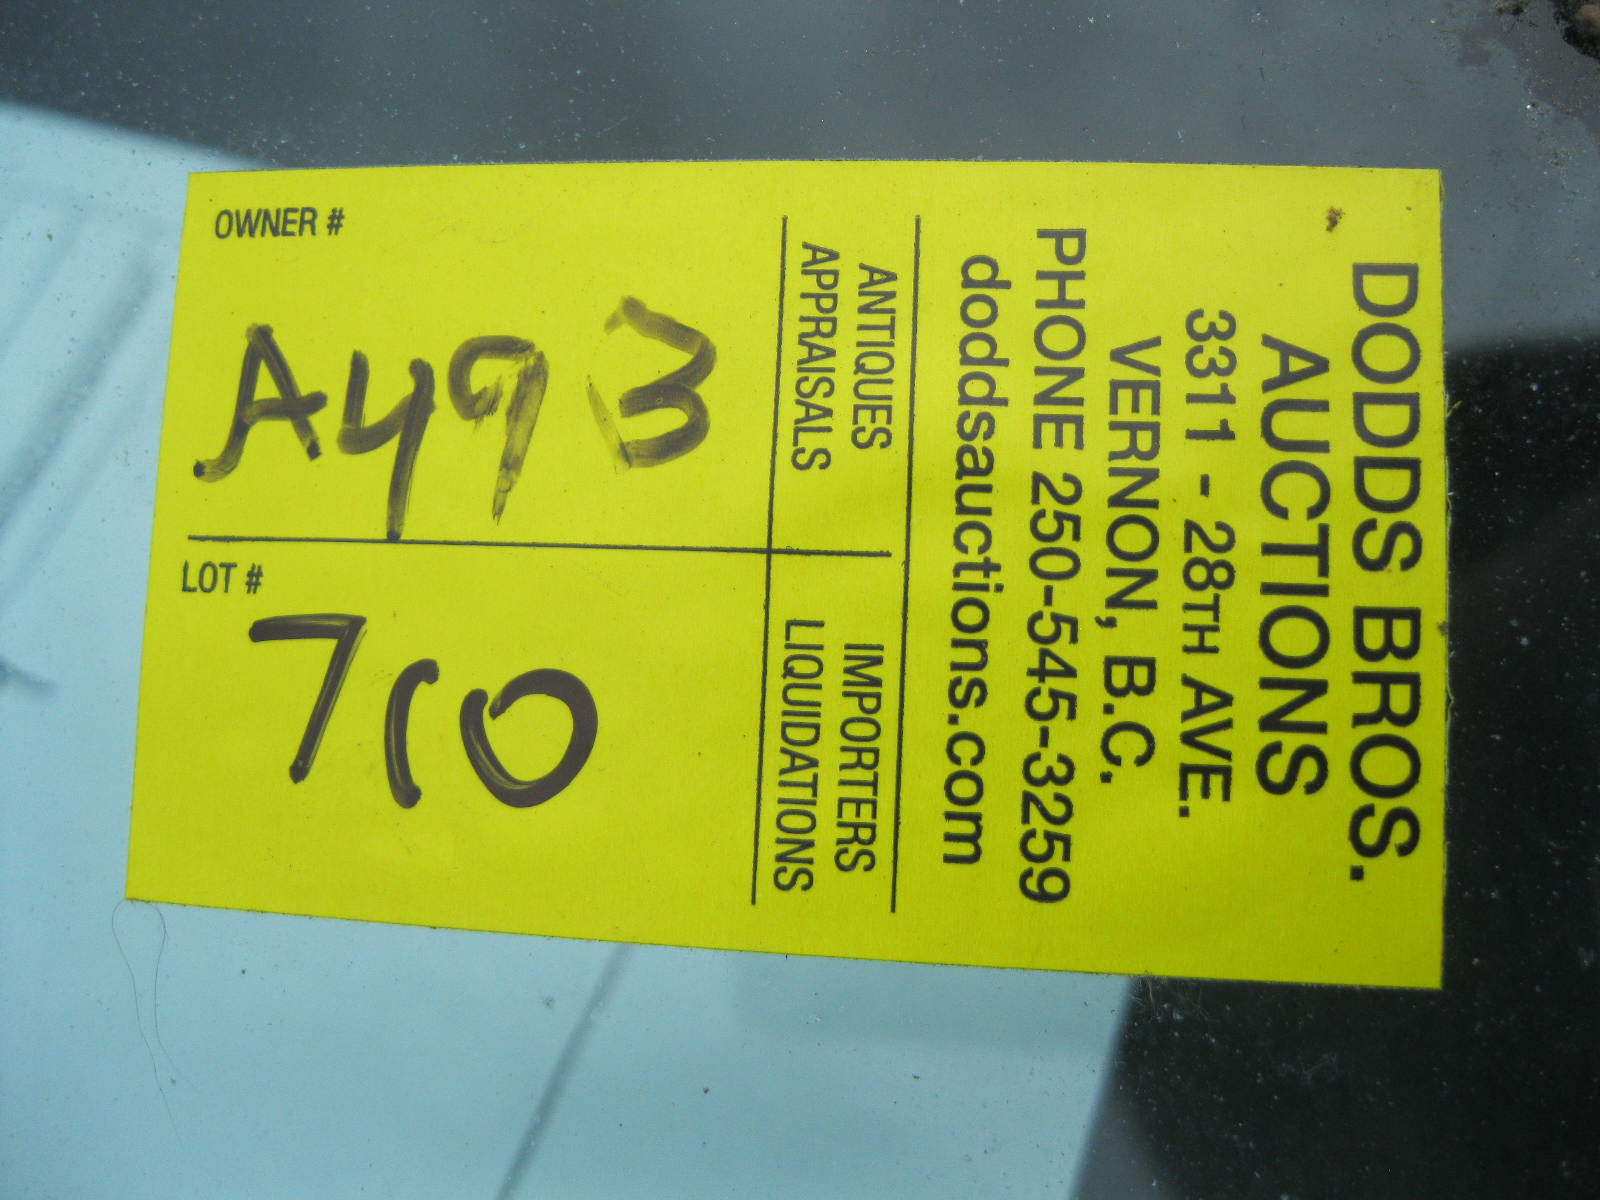 DODDS BROS.
AUCTIONS
3311 - 28TH AVE.
VERNON, B.C.
PHONE 250-545-3259
doddsauctions.com
ANTIQUES
APPRAISALS
IMPORTERS
LIQUIDATIONS
OWNER #
A493
LOT #
710